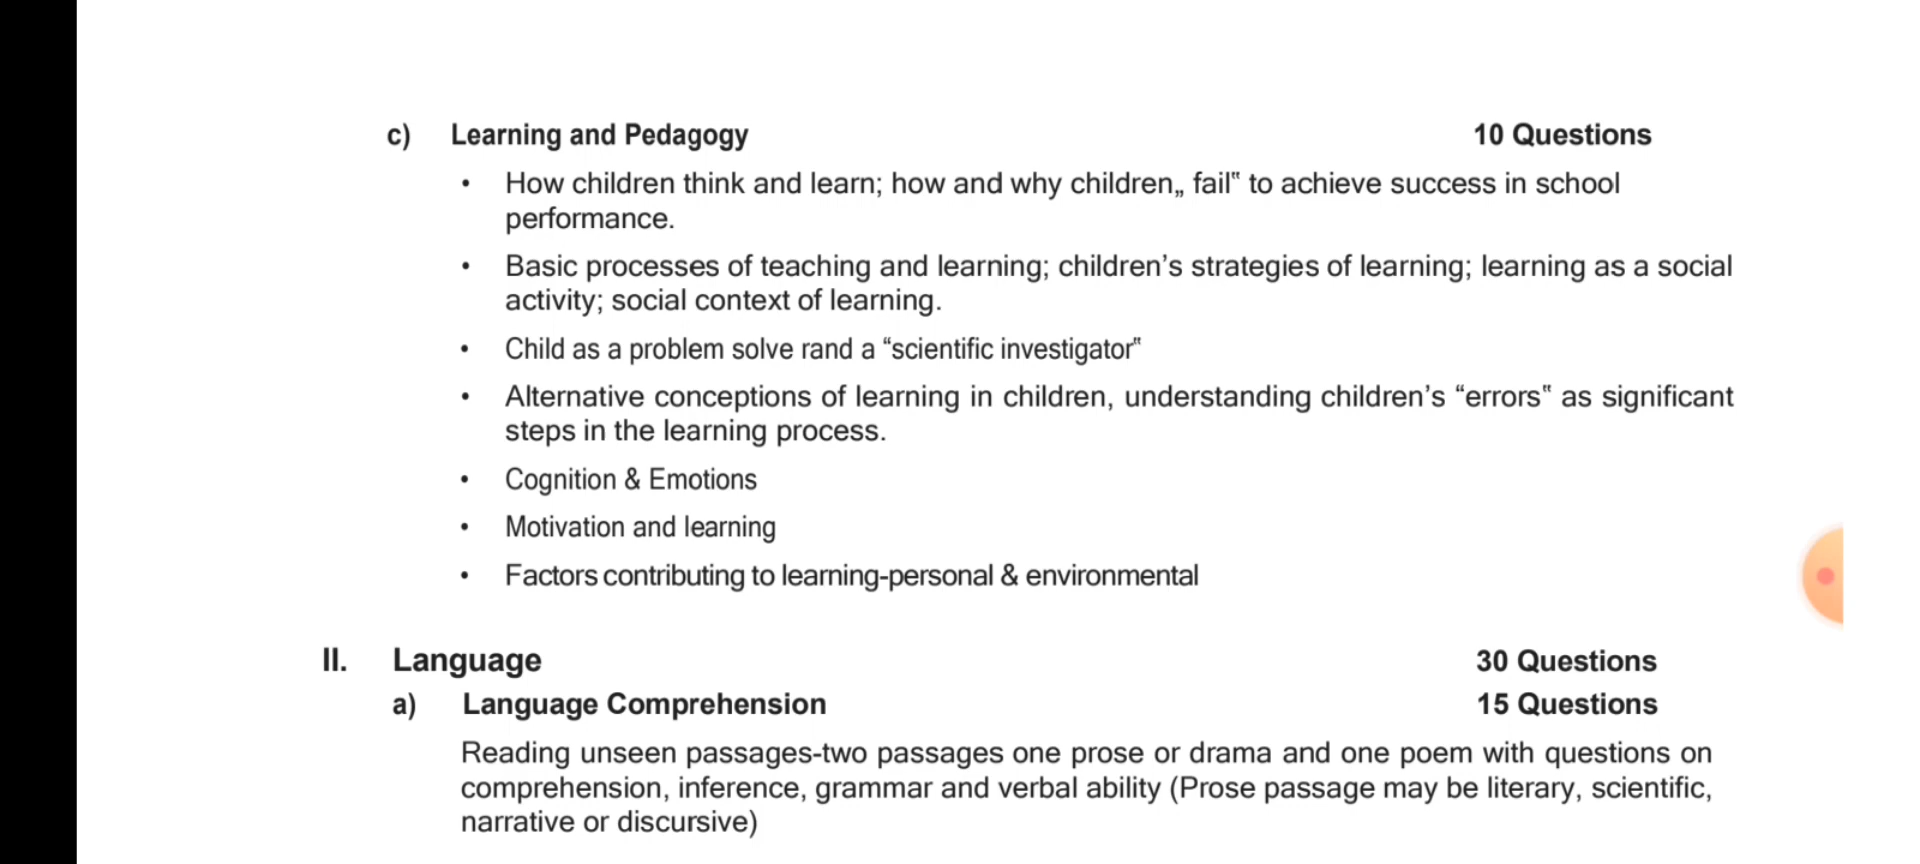 c) Learning and Pedagogy 10 Questions
• How children think and learn; how and why children„ fail‟ to achieve success in school
performance.
• Basic processes of teaching and learning; children’s strategies of learning; learning as a social
activity; social context of learning.
• Child as a problem solve rand a “scientific investigator‟
• Alternative conceptions of learning in children, understanding children’s “errors‟ as significant
steps in the learning process.
• Cognition & Emotions
• Motivation and learning
• Factors contributing to learning-personal & environmental
II. Language 30 Questions
a) Language Comprehension 15 Questions
Reading unseen passages-two passages one prose or drama and one poem with questions on
comprehension, inference, grammar and verbal ability (Prose passage may be literary, scientific,
narrative or discursive)